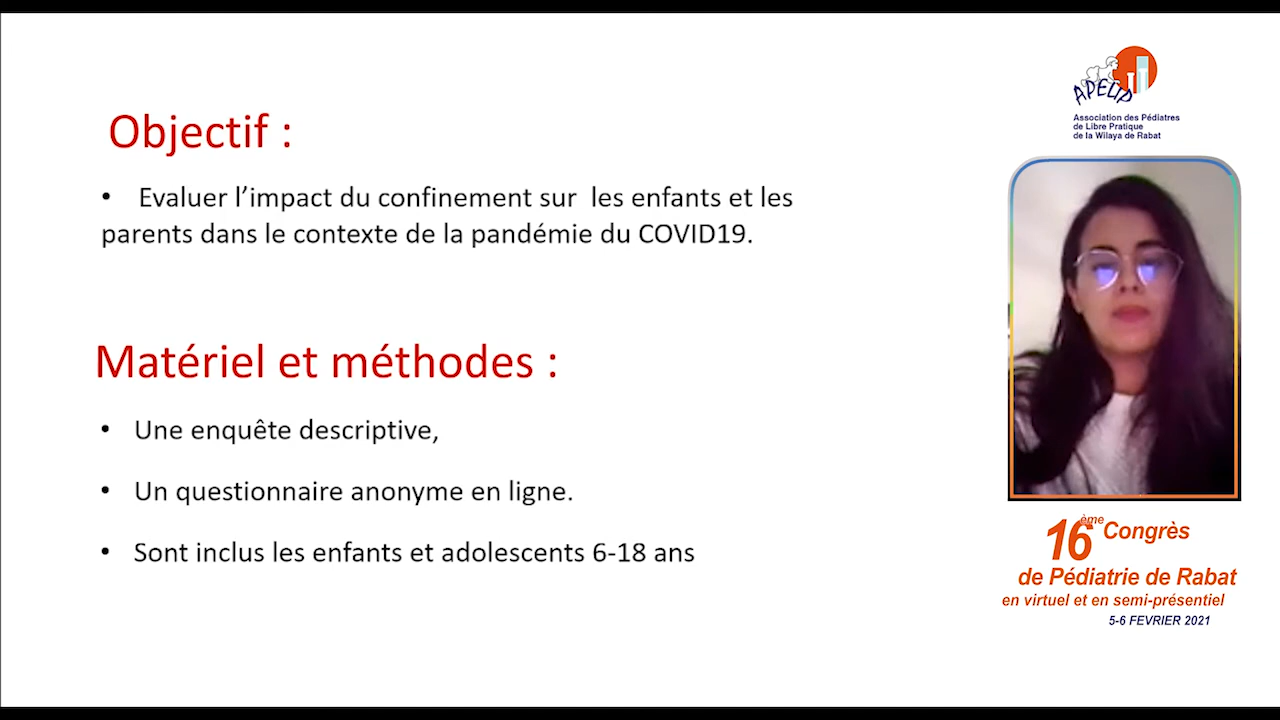 Objectif :
• Evaluer l’impact du confinement sur les enfants et les
parents dans le contexte de la pandémie du COVID19.
Matériel et méthodes :
• Une enquête descriptive,
• Un questionnaire anonyme en ligne.
• Sont inclus les enfants et adolescents 6-18 ans
APELIP
Association des Pédiatres
de Libre Pratique
de la Wilaya de Rabat
16ème Congrès
de Pédiatrie de Rabat
en virtuel et en semi-présentiel
5-6 FEVRIER 2021